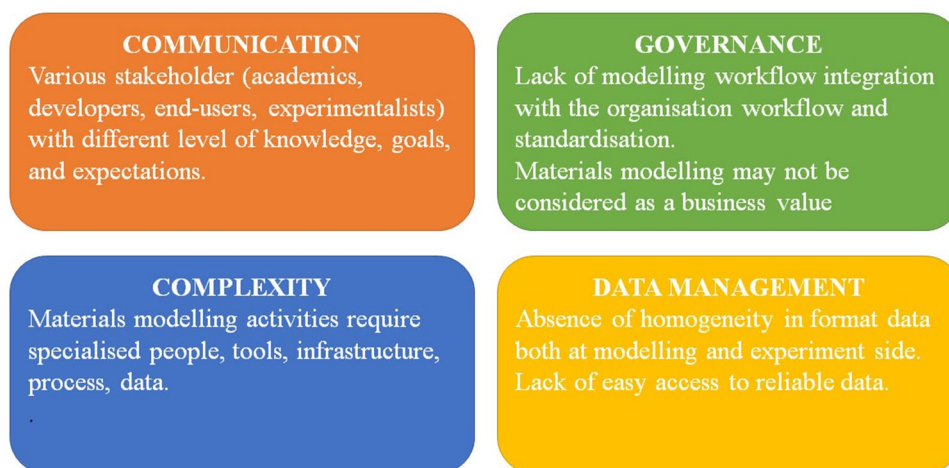 COMMUNICATION
Various stakeholder (academics,
developers, end-users, experimentalists)
with different level of knowledge, goals,
and expectations.
GOVERNANCE
Lack of modelling workflow integration
with the organisation workflow and
standardisation.
Materials modelling may not be
considered as a business value
COMPLEXITY
Materials modelling activities require
specialised people, tools, infrastructure,
process, data.
.
DATA MANAGEMENT
Absence of homogeneity in format data
both at modelling and experiment side.
Lack of easy access to reliable data.